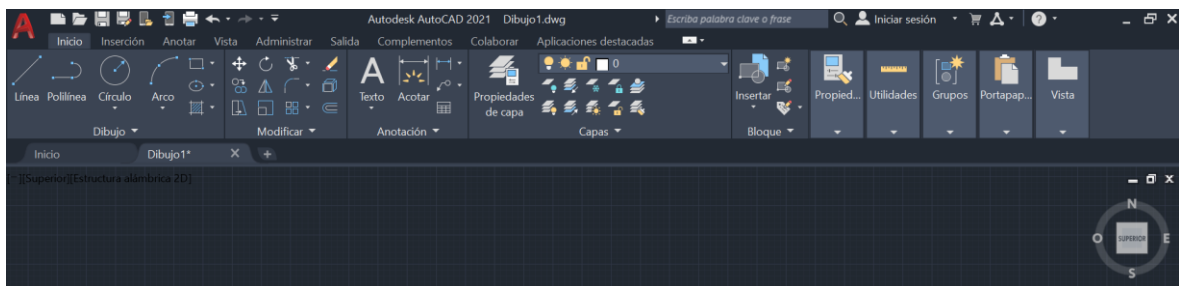 Autodesk AutoCAD 2021 Dibujo1.dwg Escriba palabra clave o frase Iniciar sesión
Inicio Inserción Anotar Vista Administrar Salida Complementos Colaborar Aplicaciones destacadas
0
Línea Polilínea Círculo Arco Texto Acotar Propiedades de capa Insertar Propied... Utilidades Grupos Portapap... Vista
Dibujo Modificar Anotación Capas Bloque
Inicio Dibujo1*
[−][Superior][Estructura alámbrica 2D]
N
O SUPERIOR E
S